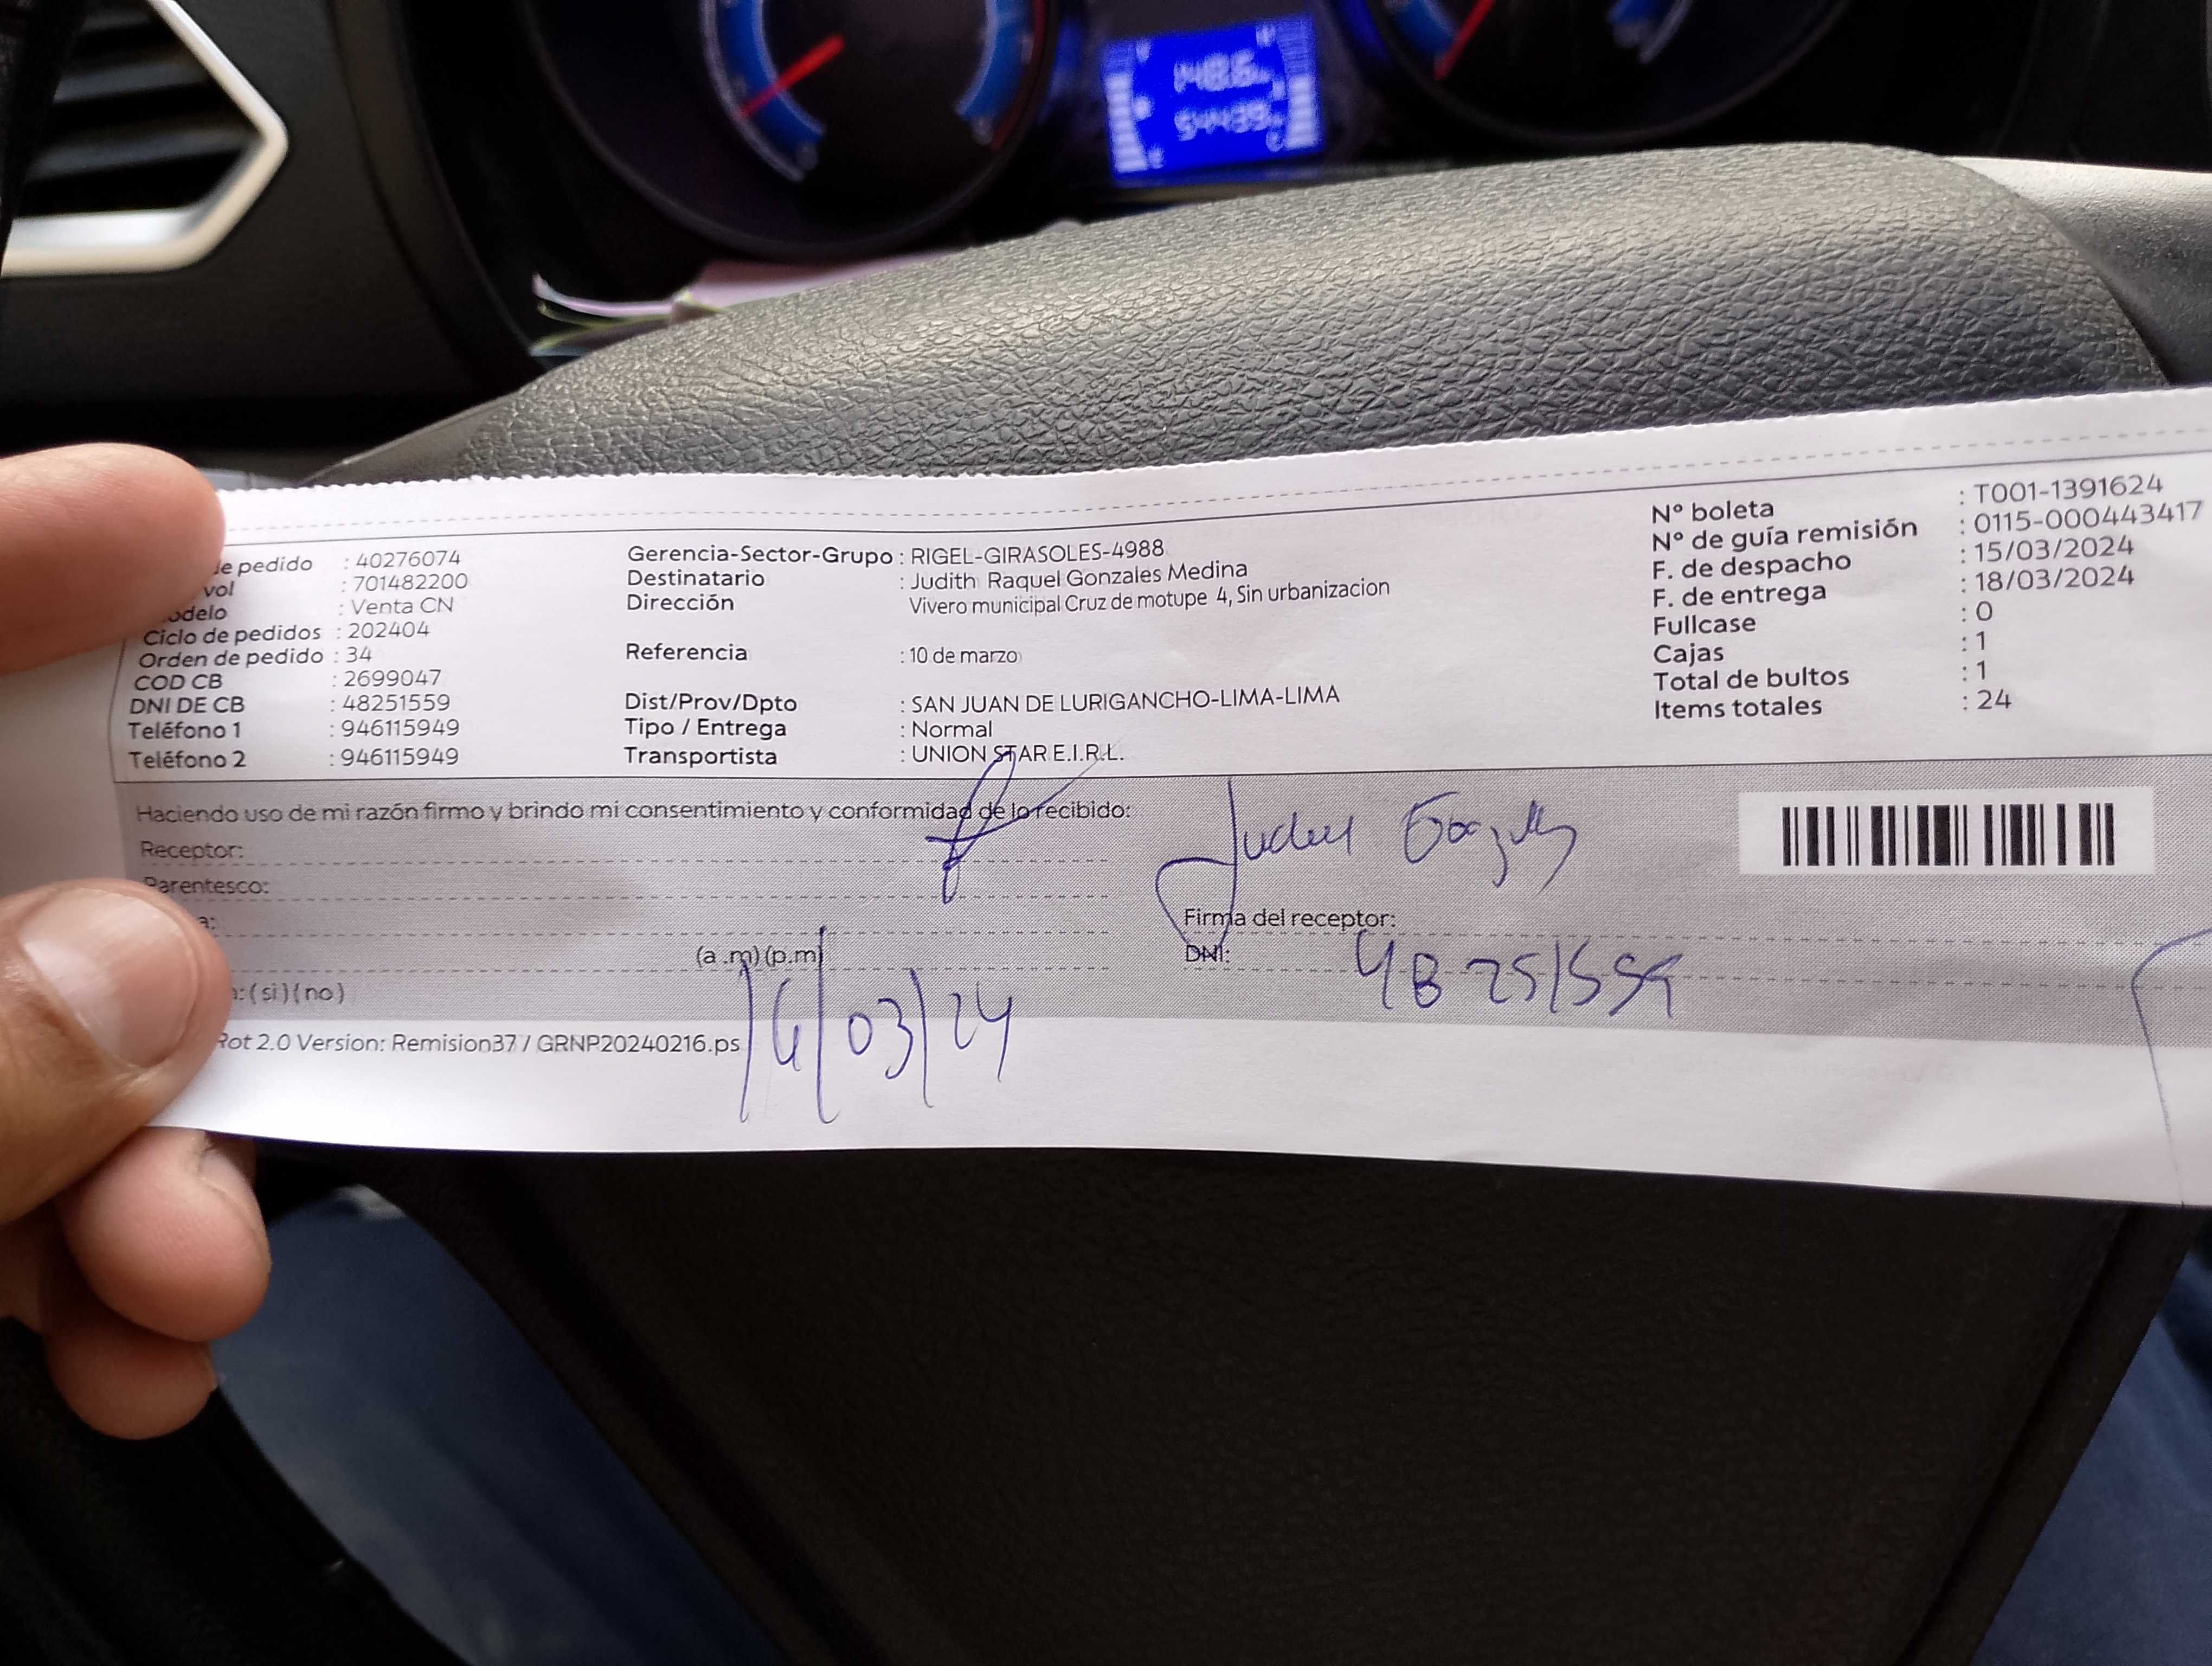 de pedido : 40276074
vol : 701482200
odelo : Venta CN
Ciclo de pedidos : 202404
Orden de pedido : 34
COD CB : 2699047
DNI DE CB : 48251559
Teléfono 1 : 946115949
Teléfono 2 : 946115949
Gerencia-Sector-Grupo : RIGEL-GIRASOLES-4988
Destinatario : Judith Raquel Gonzales Medina
Dirección Vivero municipal Cruz de motupe 4, Sin urbanizacion
Referencia : 10 de marzo
Dist/Prov/Dpto : SAN JUAN DE LURIGANCHO-LIMA-LIMA
Tipo / Entrega : Normal
Transportista : UNION STAR E.I.R.L.
Nº boleta : T001-1391624
Nº de guía remisión : 0115-000443417
F. de despacho : 15/03/2024
F. de entrega : 18/03/2024
Fullcase : 0
Cajas : 1
Total de bultos : 1
Items totales : 24
Haciendo uso de mi razón firmo y brindo mi consentimiento y conformidad de lo recibido:
Receptor:
Parentesco:
a:
(a .m) (p.m)
a: ( si ) ( no )
Firma del receptor:
DNI: 48251559
Rot 2.0 Version: Remision37 / GRNP20240216.ps
16/03/24